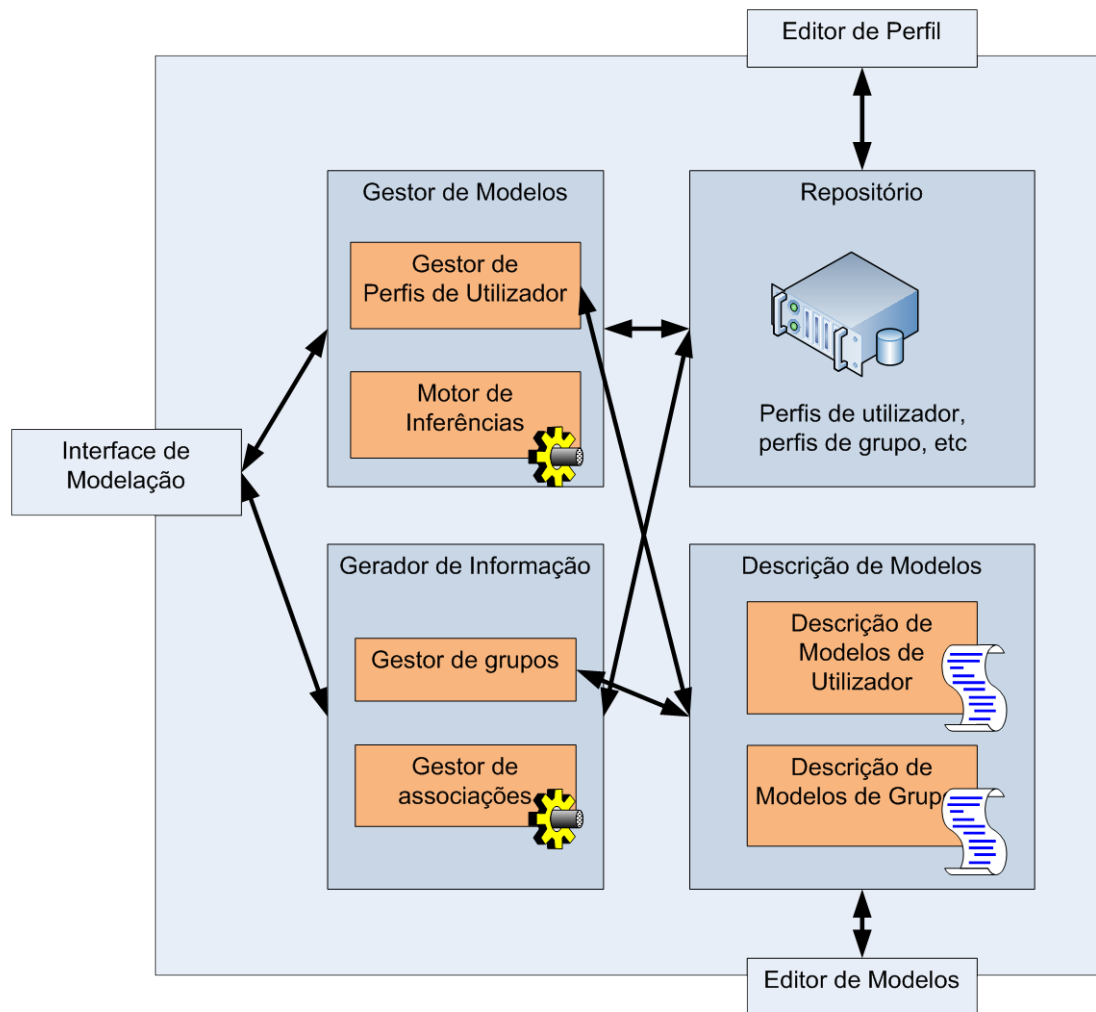 Editor de Perfil
Gestor de Modelos
Gestor de
Perfis de Utilizador
Motor de
Inferências
Repositório
Perfis de utilizador,
perfis de grupo, etc
Interface de
Modelação
Gerador de Informação
Gestor de grupos
Gestor de
associações
Descrição de Modelos
Descrição de
Modelos de
Utilizador
Descrição de
Modelos de Grupo
Editor de Modelos